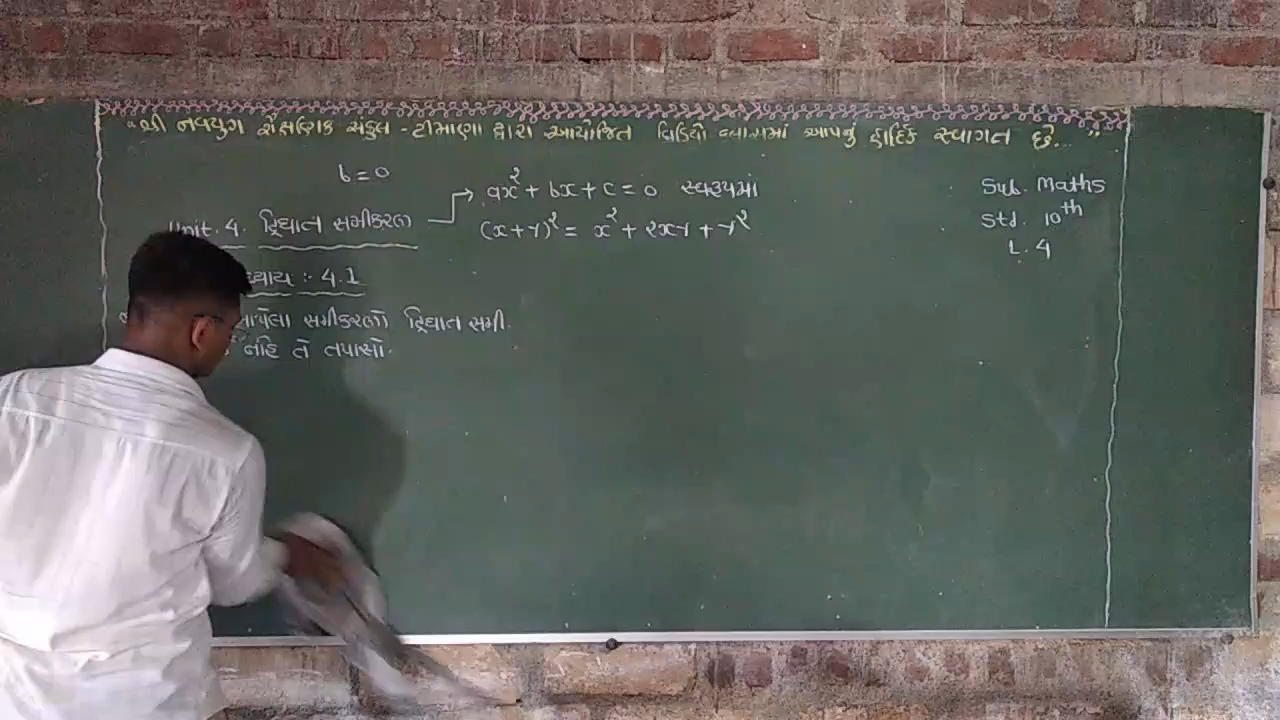 "શ્રી નવયુગ શૈક્ષણિક સંકુલ - ટીમાણા દ્વારા આયોજિત વિડિયો ક્લાસમાં આપનું હાર્દિક સ્વાગત છે... "
b = 0
ax² + bx + c = 0 સ્વરૂપમાં
Unit. 4. દ્વિઘાત સમીકરણ
(x+y)² = x² + 2xy + y²
Sub. Maths
Std. 10th
L. 4
ધ્યાય :- 4.1
આપેલા સમીકરણો દ્વિઘાત સમી.
નહિ તે તપાસો.